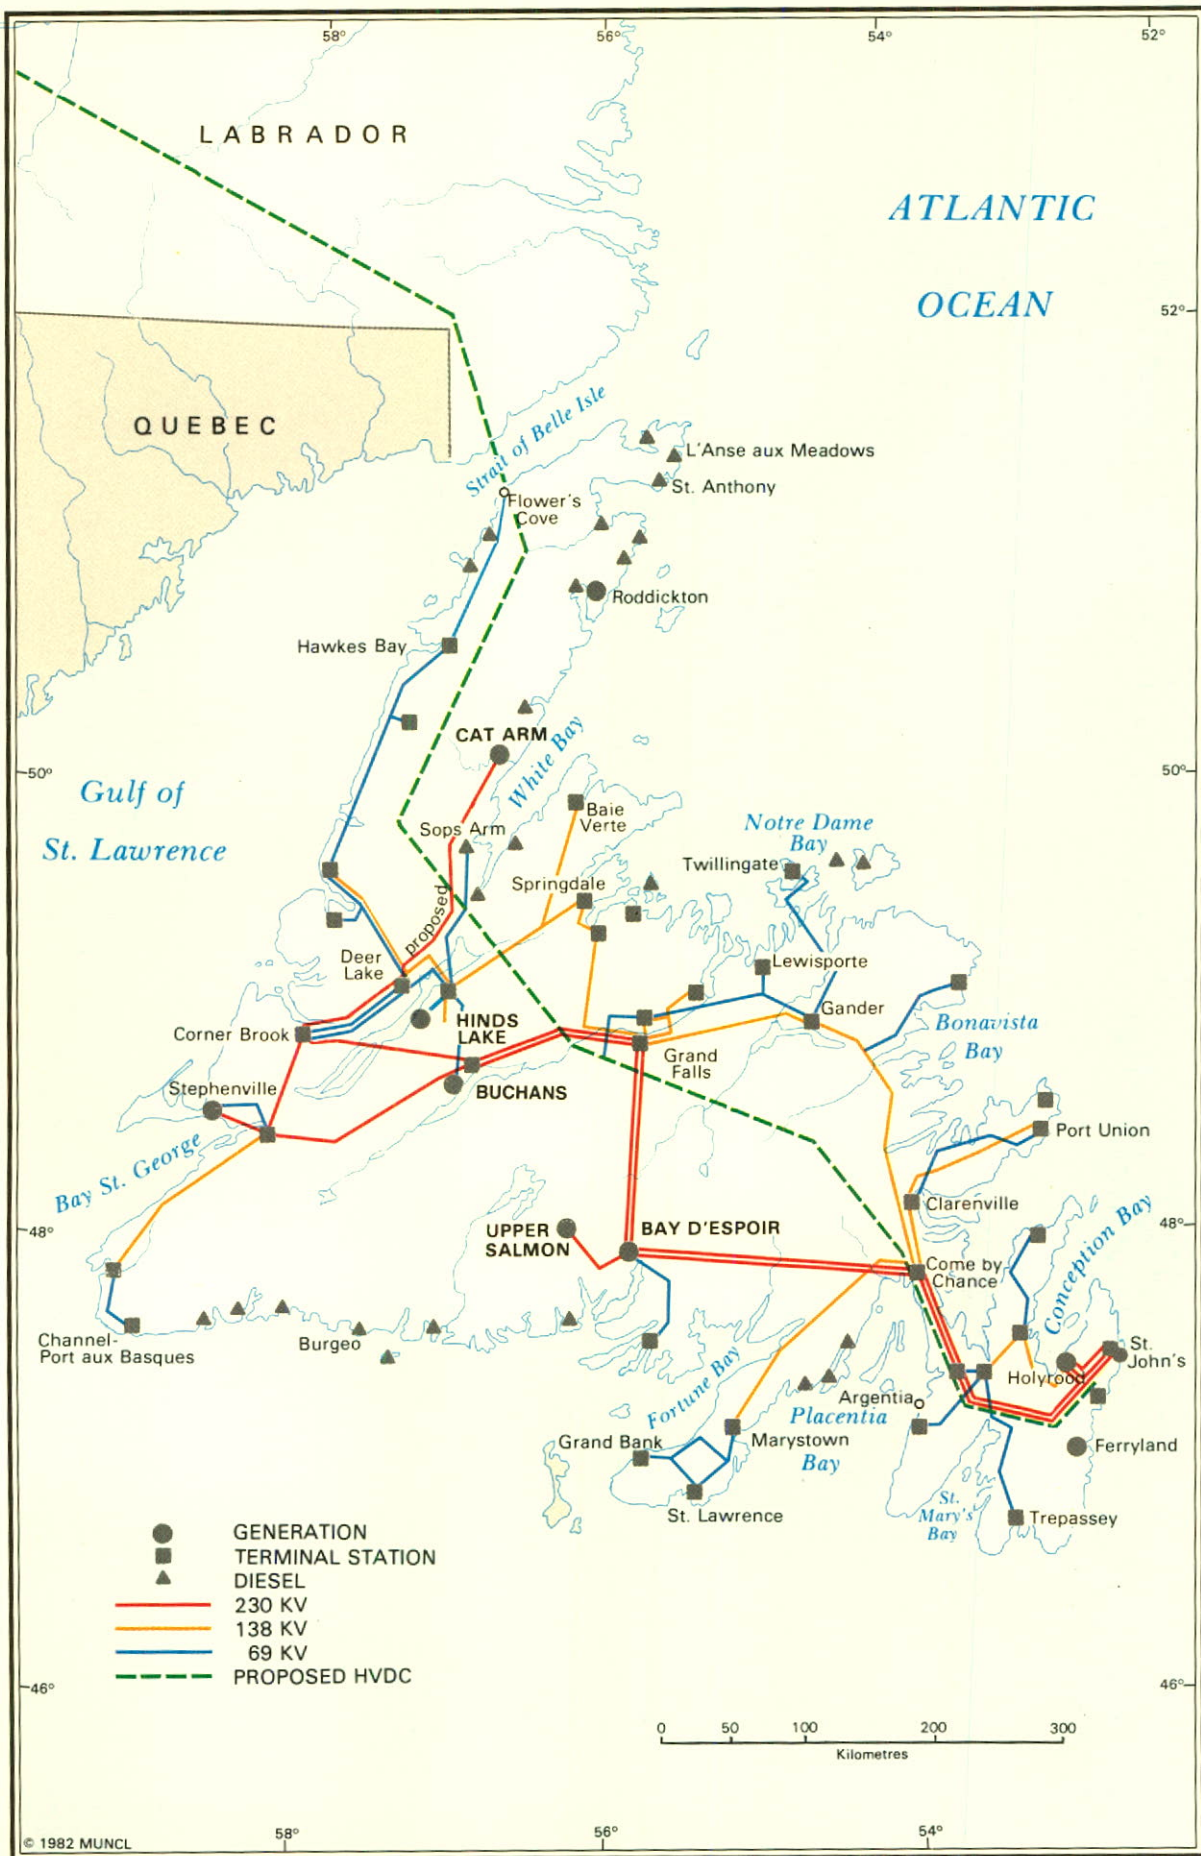 58°
56°
54°
52°
LABRADOR
ATLANTIC
OCEAN
52°
QUEBEC
Strait of Belle Isle
L'Anse aux Meadows
St. Anthony
Flower's
Cove
Roddickton
Hawkes Bay
CAT ARM
White Bay
50°
50°
Gulf of
St. Lawrence
Baie
Verte
Sops Arm
Notre Dame
Bay
Twillingate
Springdale
proposed
Deer
Lake
Lewisporte
Gander
Corner Brook
HINDS
LAKE
Bonavista
Bay
Grand
Falls
Stephenville
BUCHANS
Port Union
Bay St. George
Clarenville
Conception Bay
48°
48°
UPPER
SALMON
BAY D'ESPOIR
Come by
Chance
Channel-
Port aux Basques
Burgeo
St.
John's
Holyrood
Fortune Bay
Argentia
Placentia
Bay
Grand Bank
Marystown
Ferryland
St. Lawrence
St.
Mary's
Bay
Trepassey
GENERATION
TERMINAL STATION
DIESEL
230 KV
138 KV
69 KV
PROPOSED HVDC
46°
46°
0 50 100 200 300
Kilometres
© 1982 MUNCL
58°
56°
54°